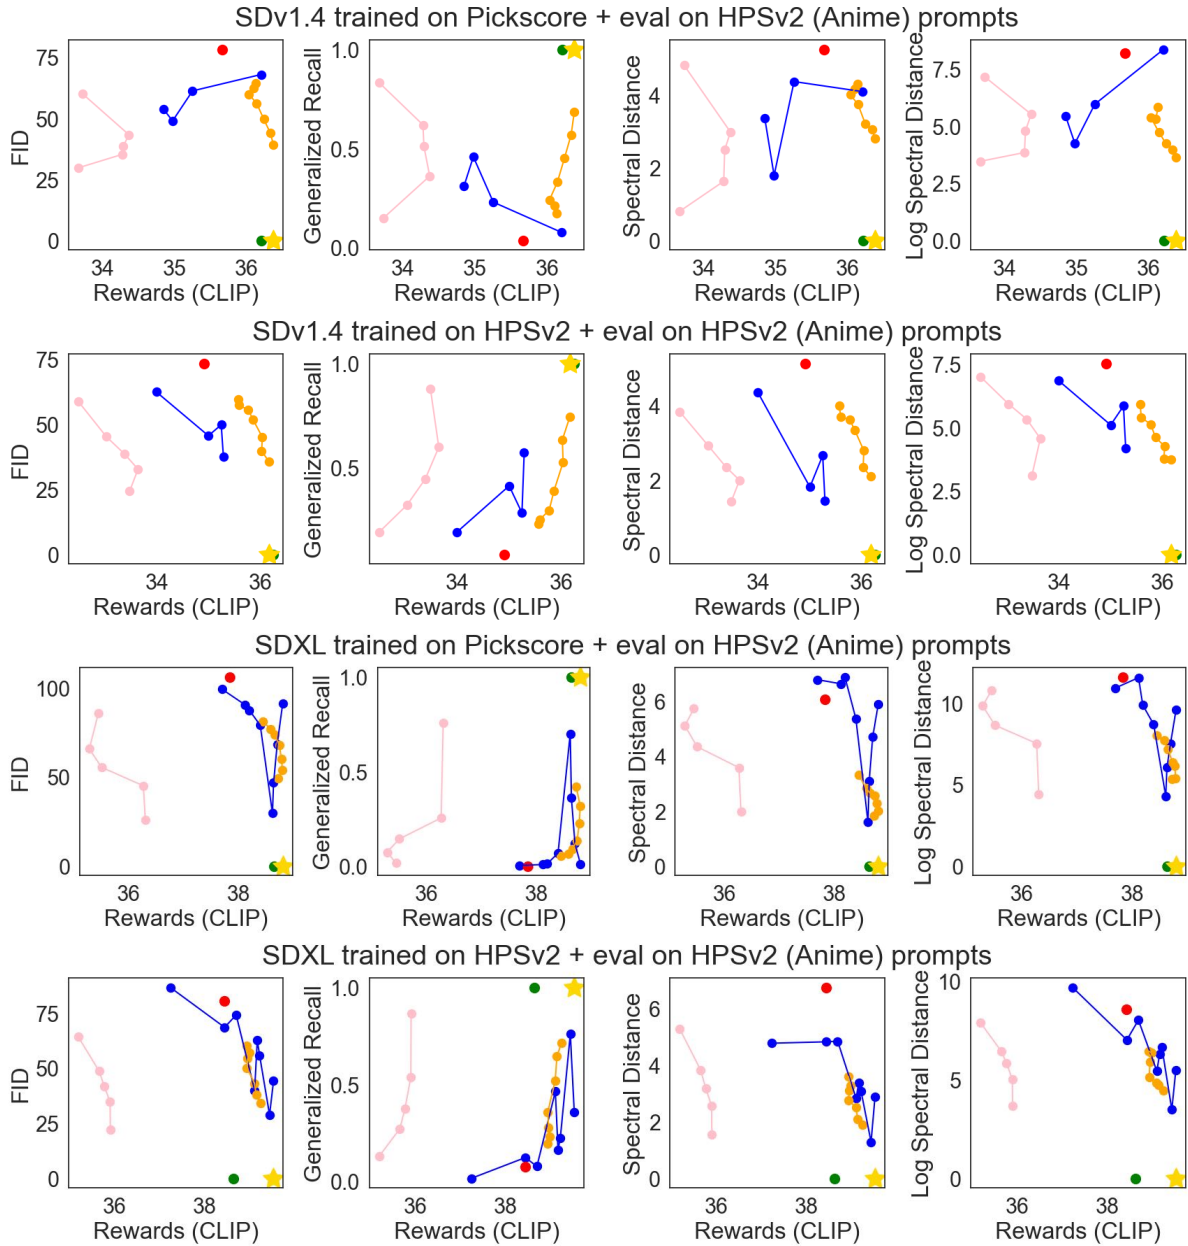 SDv1.4 trained on Pickscore + eval on HPSv2 (Anime) prompts
FID
75
50
25
0
34 35 36
Rewards (CLIP)
Generalized Recall
1.0
0.5
0.0
34 35 36
Rewards (CLIP)
Spectral Distance
4
2
0
34 35 36
Rewards (CLIP)
Log Spectral Distance
7.5
5.0
2.5
0.0
34 35 36
Rewards (CLIP)
SDv1.4 trained on HPSv2 + eval on HPSv2 (Anime) prompts
FID
75
50
25
0
34 36
Rewards (CLIP)
Generalized Recall
1.0
0.5
34 36
Rewards (CLIP)
Spectral Distance
4
2
0
34 36
Rewards (CLIP)
Log Spectral Distance
7.5
5.0
2.5
0.0
34 36
Rewards (CLIP)
SDXL trained on Pickscore + eval on HPSv2 (Anime) prompts
FID
100
50
0
36 38
Rewards (CLIP)
Generalized Recall
1.0
0.5
0.0
36 38
Rewards (CLIP)
Spectral Distance
6
4
2
0
36 38
Rewards (CLIP)
Log Spectral Distance
10
5
0
36 38
Rewards (CLIP)
SDXL trained on HPSv2 + eval on HPSv2 (Anime) prompts
FID
75
50
25
0
36 38
Rewards (CLIP)
Generalized Recall
1.0
0.5
0.0
36 38
Rewards (CLIP)
Spectral Distance
6
4
2
0
36 38
Rewards (CLIP)
Log Spectral Distance
10
5
0
36 38
Rewards (CLIP)